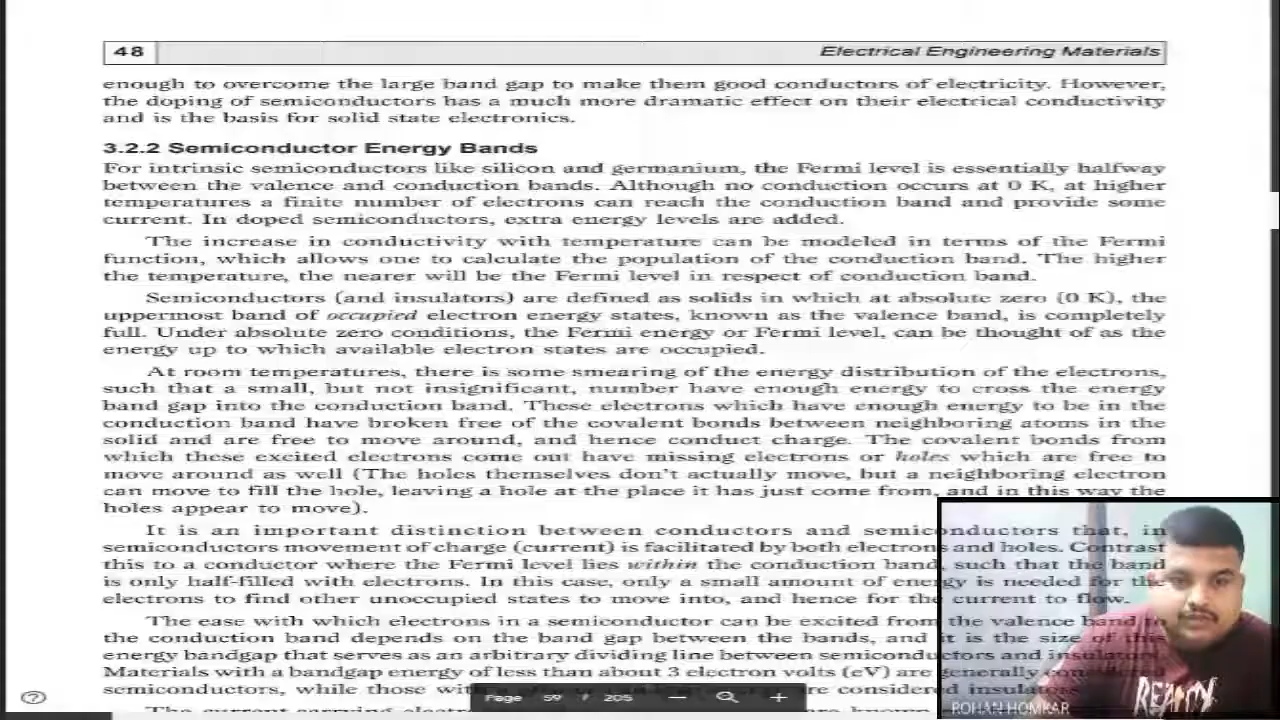 48
Electrical Engineering Materials
enough to overcome the large band gap to make them good conductors of electricity. However,
the doping of semiconductors has a much more dramatic effect on their electrical conductivity
and is the basis for solid state electronics.
3.2.2 Semiconductor Energy Bands
For intrinsic semiconductors like silicon and germanium, the Fermi level is essentially halfway
between the valence and conduction bands. Although no conduction occurs at 0 K, at higher
temperatures a finite number of electrons can reach the conduction band and provide some
current. In doped semiconductors, extra energy levels are added.
The increase in conductivity with temperature can be modeled in terms of the Fermi
function, which allows one to calculate the population of the conduction band. The higher
the temperature, the nearer will be the Fermi level in respect of conduction band.
Semiconductors (and insulators) are defined as solids in which at absolute zero (0 K), the
uppermost band of occupied electron energy states, known as the valence band, is completely
full. Under absolute zero conditions, the Fermi energy or Fermi level, can be thought of as the
energy up to which available electron states are occupied.
At room temperatures, there is some smearing of the energy distribution of the electrons,
such that a small, but not insignificant, number have enough energy to cross the energy
band gap into the conduction band. These electrons which have enough energy to be in the
conduction band have broken free of the covalent bonds between neighboring atoms in the
solid and are free to move around, and hence conduct charge. The covalent bonds from
which these excited electrons come out have missing electrons or holes which are free to
move around as well (The holes themselves don't actually move, but a neighboring electron
can move to fill the hole, leaving a hole at the place it has just come from, and in this way the
holes appear to move).
It is an important distinction between conductors and semiconductors that, in
semiconductors movement of charge (current) is facilitated by both electrons and holes. Contrast
this to a conductor where the Fermi level lies within the conduction band, such that the band
is only half-filled with electrons. In this case, only a small amount of energy is needed for the
electrons to find other unoccupied states to move into, and hence for the current to flow.
The ease with which electrons in a semiconductor can be excited from the valence band to
the conduction band depends on the band gap between the bands, and it is the size of this
energy bandgap that serves as an arbitrary dividing line between semiconductors and insulators.
Materials with a bandgap energy of less than about 3 electron volts (eV) are generally
semiconductors, while those with are considered insulators
The current-carrying
Page 59 / 205
ROHAN HOMKAR